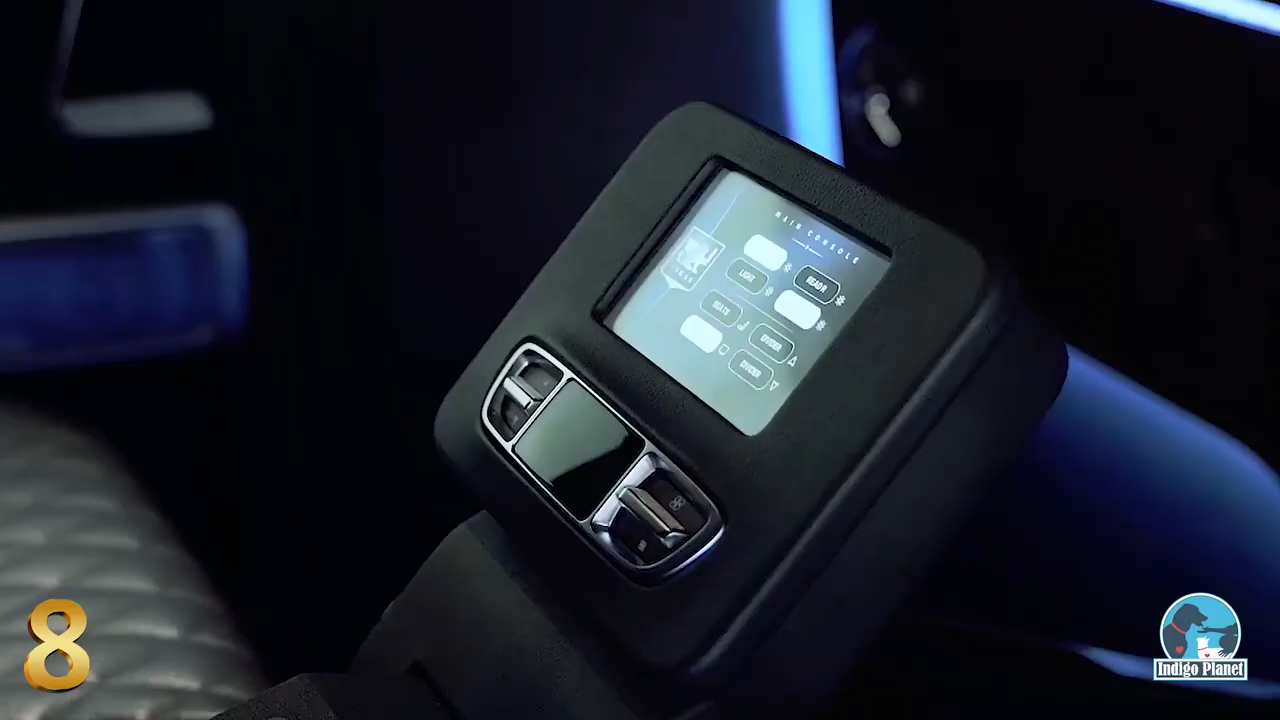 MAIN CONSOLE
LIGHT
READ R
SEATS
DIVIDER
DIVIDER
8
Indigo Planet